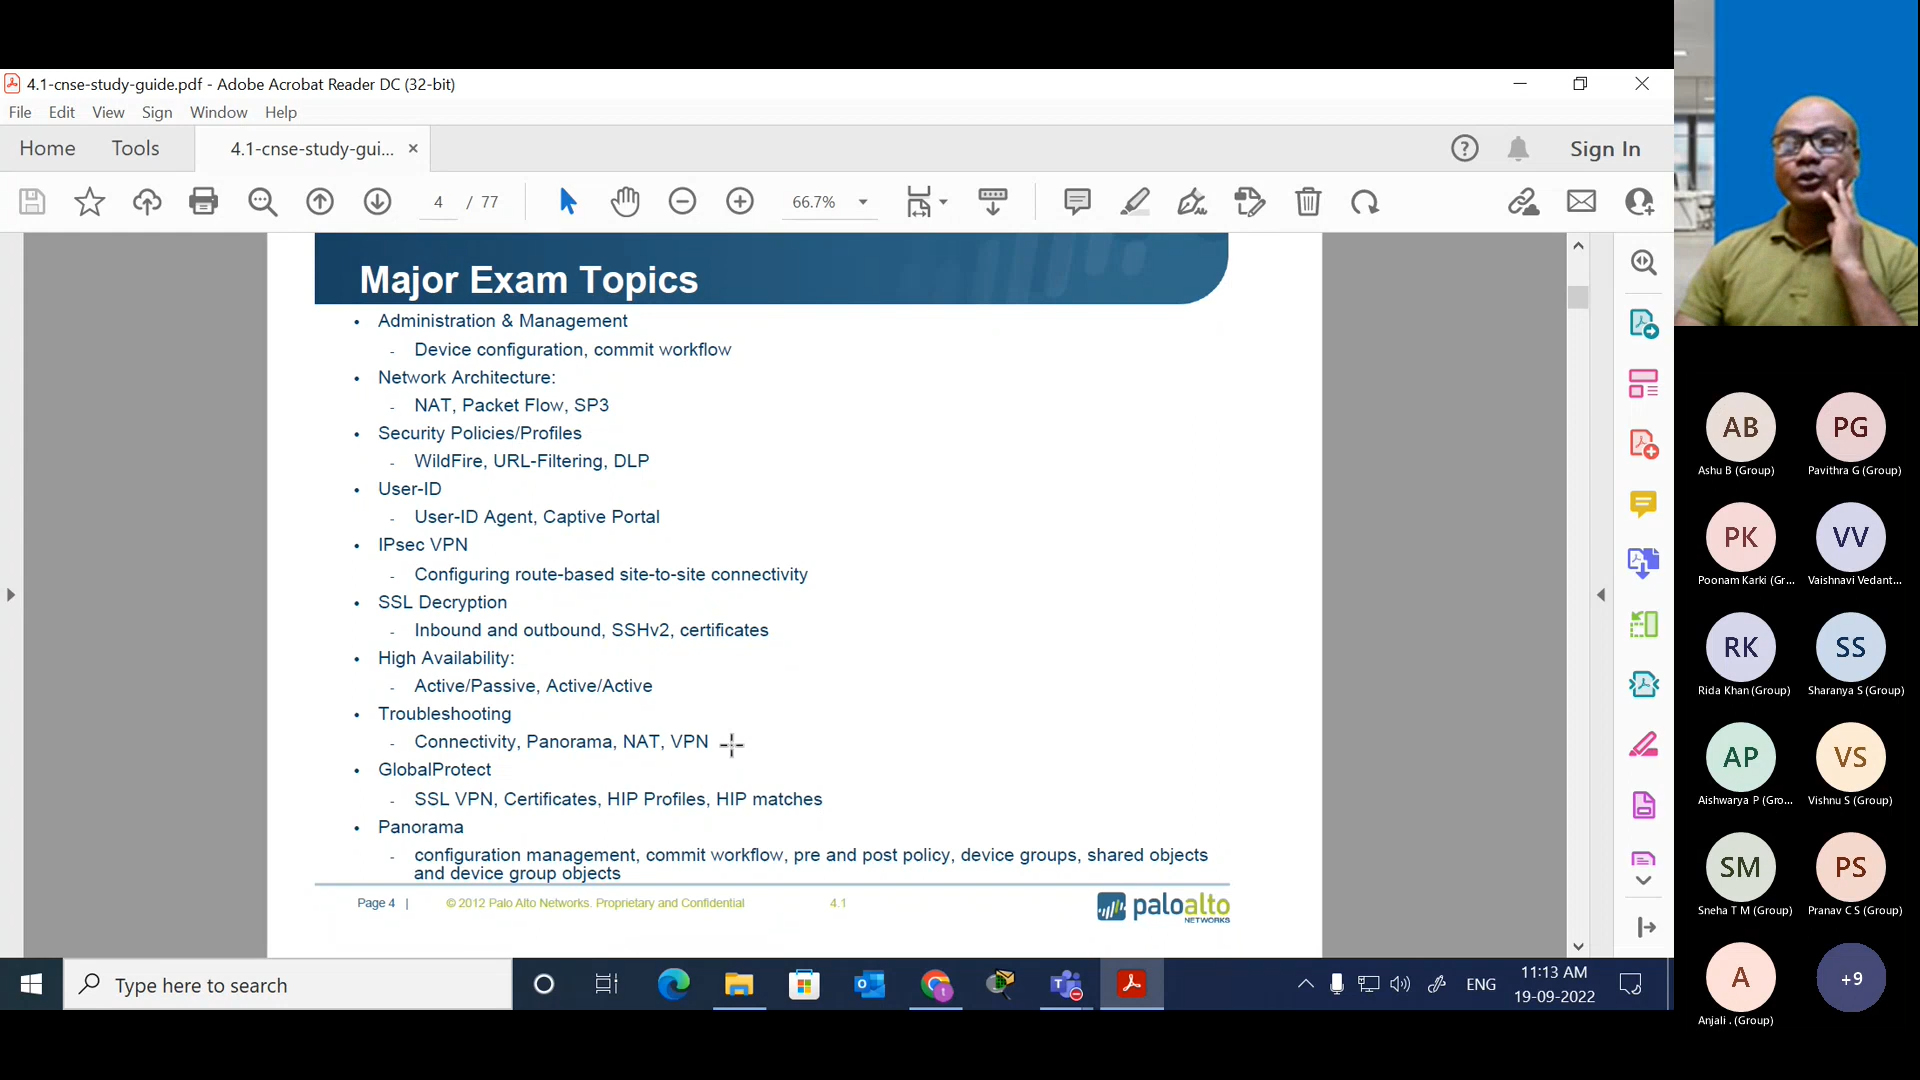 4.1-cnse-study-guide.pdf - Adobe Acrobat Reader DC (32-bit)
File Edit View Sign Window Help
Home Tools 4.1-cnse-study-gui... × Sign In
4 / 77 66.7%
Major Exam Topics
• Administration & Management
- Device configuration, commit workflow
• Network Architecture:
- NAT, Packet Flow, SP3
• Security Policies/Profiles
- WildFire, URL-Filtering, DLP
• User-ID
- User-ID Agent, Captive Portal
• IPsec VPN
- Configuring route-based site-to-site connectivity
• SSL Decryption
- Inbound and outbound, SSHv2, certificates
• High Availability:
- Active/Passive, Active/Active
• Troubleshooting
- Connectivity, Panorama, NAT, VPN
• GlobalProtect
- SSL VPN, Certificates, HIP Profiles, HIP matches
• Panorama
- configuration management, commit workflow, pre and post policy, device groups, shared objects
and device group objects
Page 4 | © 2012 Palo Alto Networks. Proprietary and Confidential 4.1
paloalto
NETWORKS
Type here to search
ENG
11:13 AM
19-09-2022
AB PG
Ashu B (Group) Pavithra G (Group)
PK VV
Poonam Karki (Gr... Vaishnavi Vedant...
RK SS
Rida Khan (Group) Sharanya S (Group)
AP VS
Aishwarya P (Gro... Vishnu S (Group)
SM PS
Sneha T M (Group) Pranav C S (Group)
A +9
Anjali . (Group)